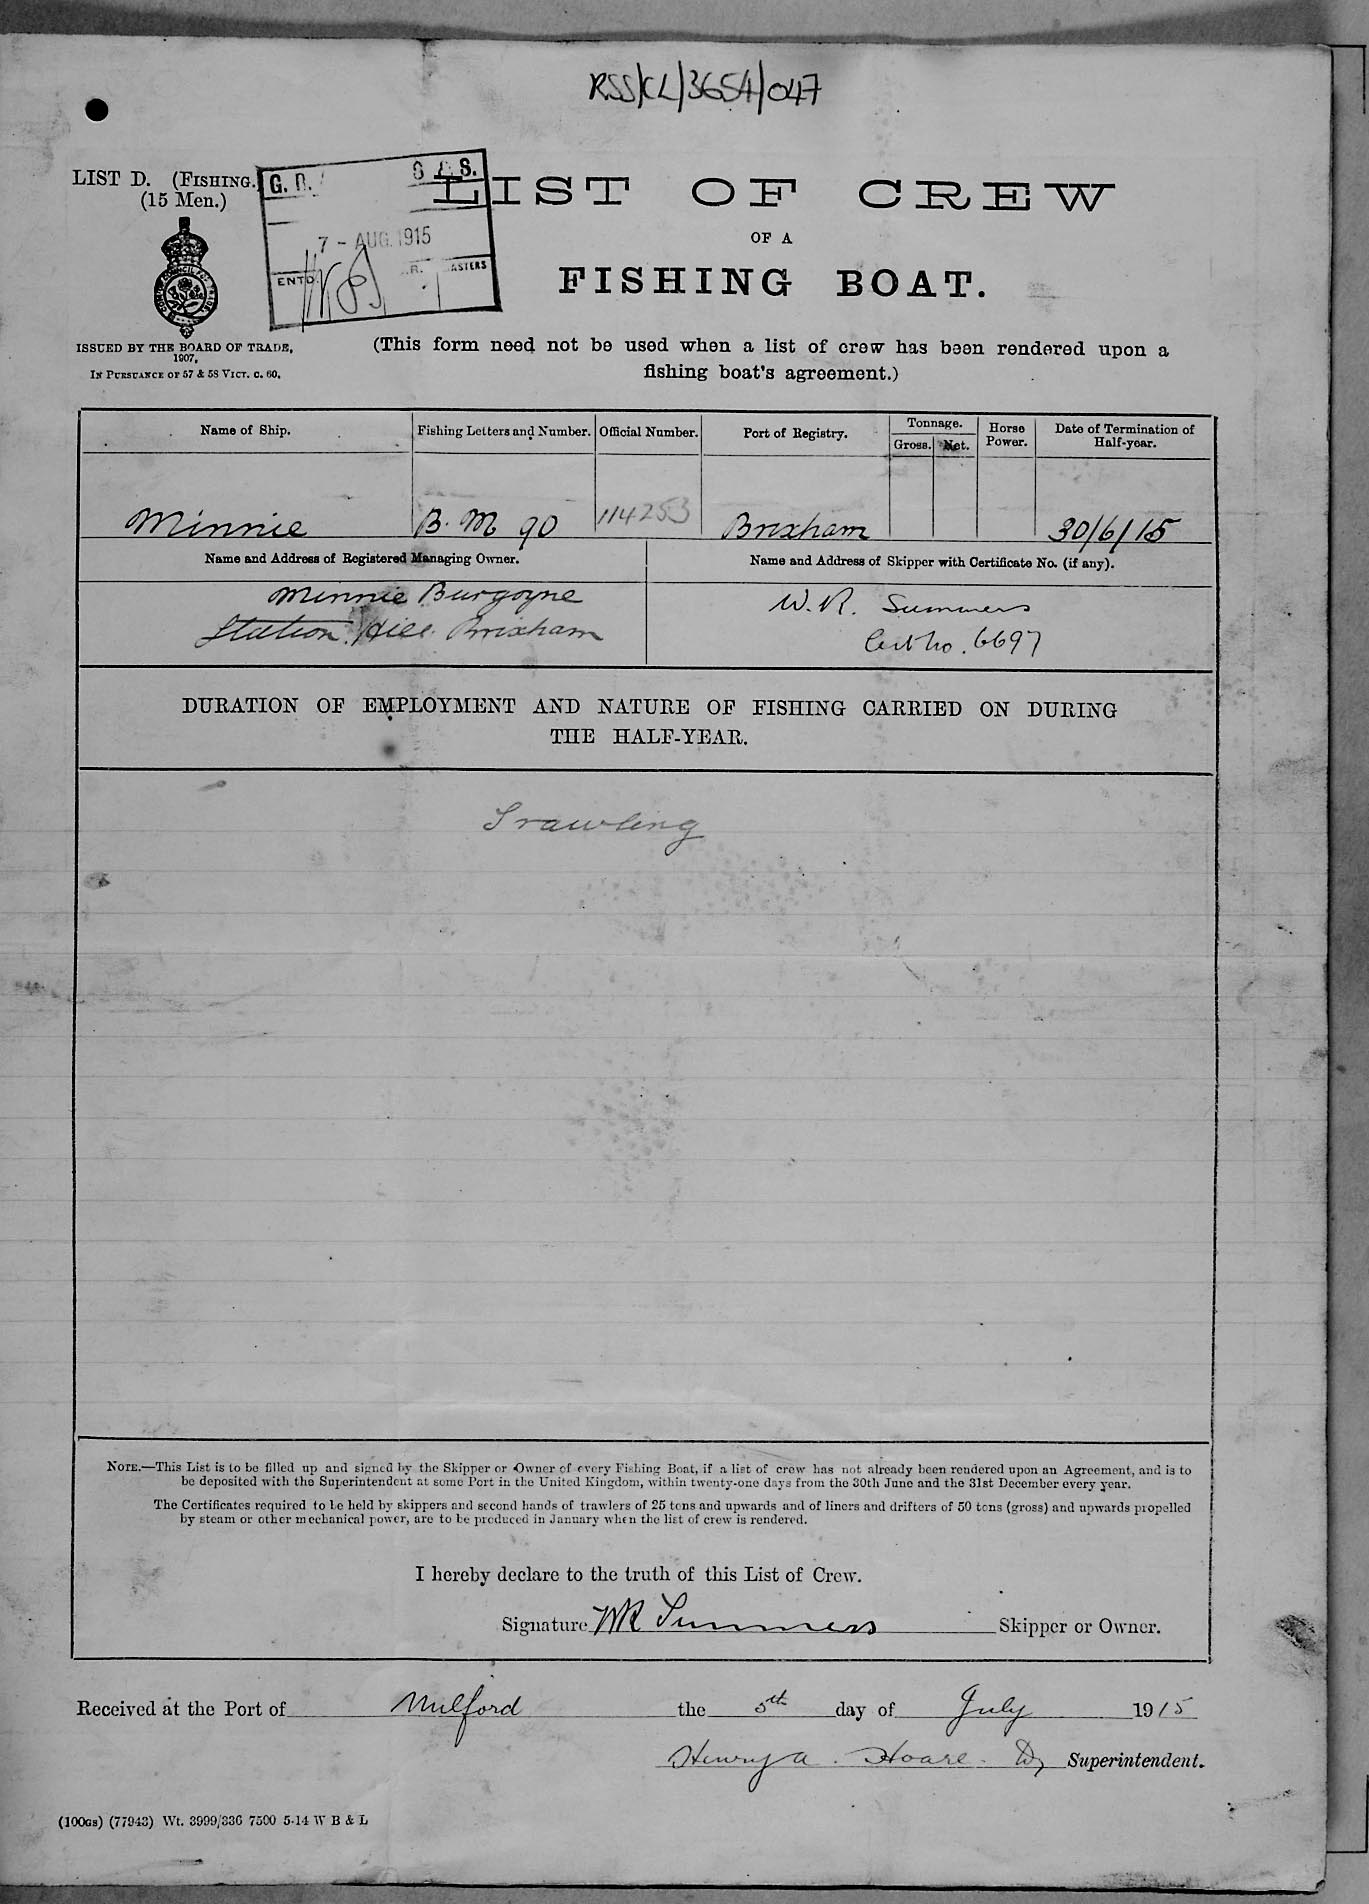 RSS/CL/3654/047
LIST D. (FISHING.)
(15 Men.)
G. R. S. & S.
7 - AUG. 1915
ENTD.
LIST OF CREW
OF A
FISHING BOAT.
ISSUED BY THE BOARD OF TRADE,
1907,
IN PURSUANCE OF 57 & 58 VICT. C. 60.
(This form need not be used when a list of crew has been rendered upon a
fishing boat's agreement.)
Name of Ship. Fishing Letters and Number. Official Number. Port of Registry. Tonnage. Gross. Net. Horse Power. Date of Termination of Half-year.
Minnie B. M 90 114253 Brixham 30/6/15
Name and Address of Registered Managing Owner. Name and Address of Skipper with Certificate No. (if any).
Minnie Burgoyne W. R. Summers
Station Hill. Brixham Cert no. 6697
DURATION OF EMPLOYMENT AND NATURE OF FISHING CARRIED ON DURING
THE HALF-YEAR.
Trawling
NOTE.—This List is to be filled up and signed by the Skipper or Owner of every Fishing Boat, if a list of crew has not already been rendered upon an Agreement, and is to
be deposited with the Superintendent at some Port in the United Kingdom, within twenty-one days from the 30th June and the 31st December every year.
The Certificates required to be held by skippers and second hands of trawlers of 25 tons and upwards and of liners and drifters of 50 tons (gross) and upwards propelled
by steam or other mechanical power, are to be produced in January when the list of crew is rendered.
I hereby declare to the truth of this List of Crew.
Signature WR Summers Skipper or Owner.
Received at the Port of Milford the 5th day of July 1915
Henry A. Hoare. Dy Superintendent.
(100GS) (77943) Wt. 3999/336 7500 5-14 W B & L